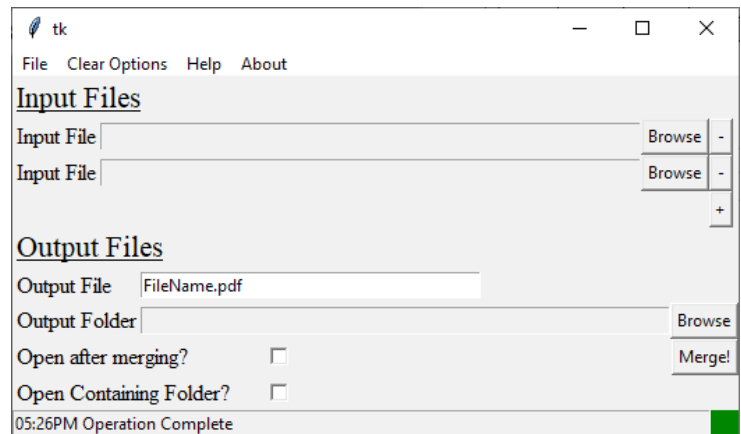 tk
File Clear Options Help About
Input Files
Input File Browse -
Input File Browse -
+
Output Files
Output File FileName.pdf
Output Folder Browse
Open after merging? Merge!
Open Containing Folder?
05:26PM Operation Complete